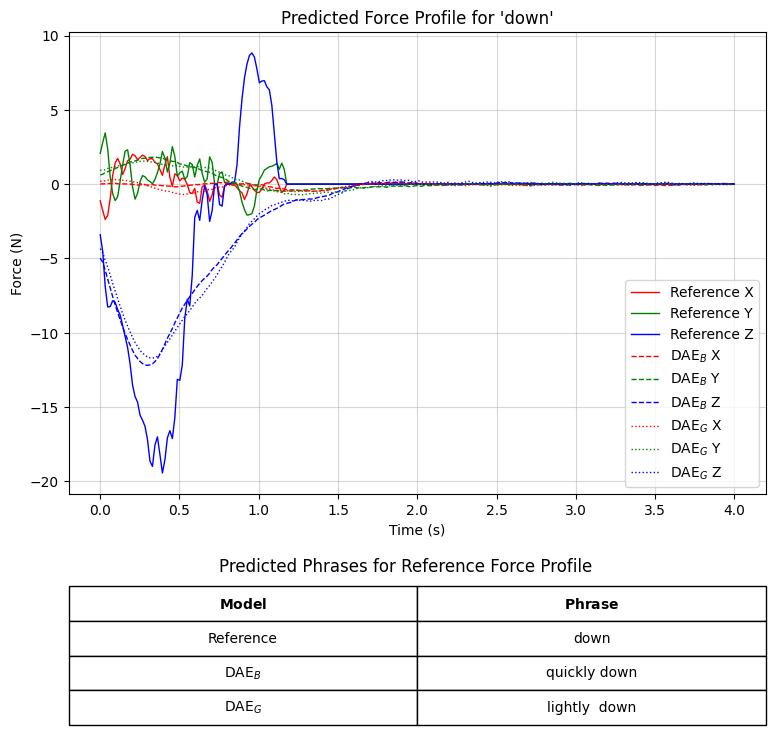 Predicted Force Profile for 'down'
10
5
0
−5
−10
−15
−20
Force (N)
Reference X
Reference Y
Reference Z
DAE_B X
DAE_B Y
DAE_B Z
DAE_G X
DAE_G Y
DAE_G Z
0.0 0.5 1.0 1.5 2.0 2.5 3.0 3.5 4.0
Time (s)
Predicted Phrases for Reference Force Profile
Model Phrase
Reference down
DAE_B quickly down
DAE_G lightly down